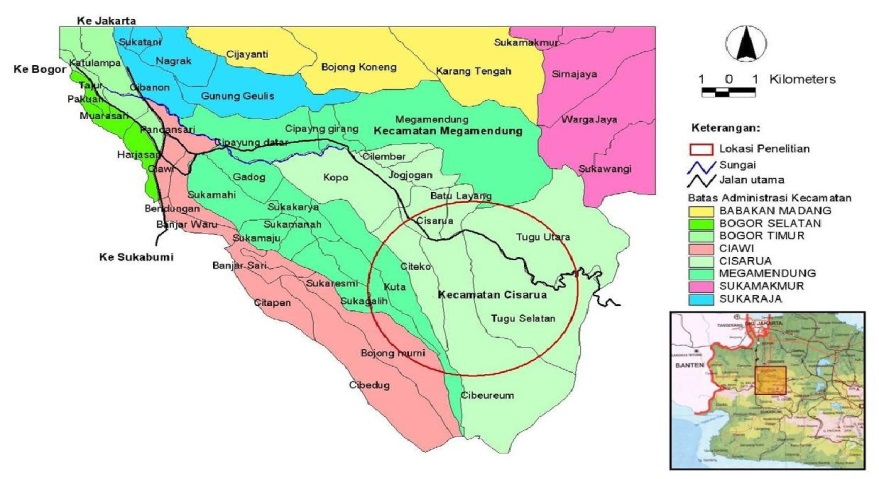 Ke Jakarta
Sukatani
Cijayanti
Sukamakmur
Katulampa
Nagrak
Ke Bogor
Bojong Koneng
Karang Tengah
Sirnajaya
Tajur
Cibanon
Pakuan
Gunung Geulis
Muarasari
Megamendung
WargaJaya
Pancansari
Cipayng girang
Kecamatan Megamendung
Cipayung datar
Harjasari
Cilember
Ciawi
Gadog
Kopo
Jogjogan
Sukawangi
Sukamahi
Batu Layang
Bendungan
Sukakarya
Cisarua
Banjar Waru
Sukamanah
Tugu Utara
Sukamaju
Ke Sukabumi
Banjar Sari
Citeko
Sukaresmi
Kuta
Kecamatan Cisarua
Citapen
Sukagalih
Tugu Selatan
Bojong murni
Cibedug
Cibeureum
1 0 1 Kilometers
Keterangan:
Lokasi Penelitian
Sungai
Jalan utama
Batas Administrasi Kecamatan
BABAKAN MADANG
BOGOR SELATAN
BOGOR TIMUR
CIAWI
CISARUA
MEGAMENDUNG
SUKAMAKMUR
SUKARAJA
BANTEN